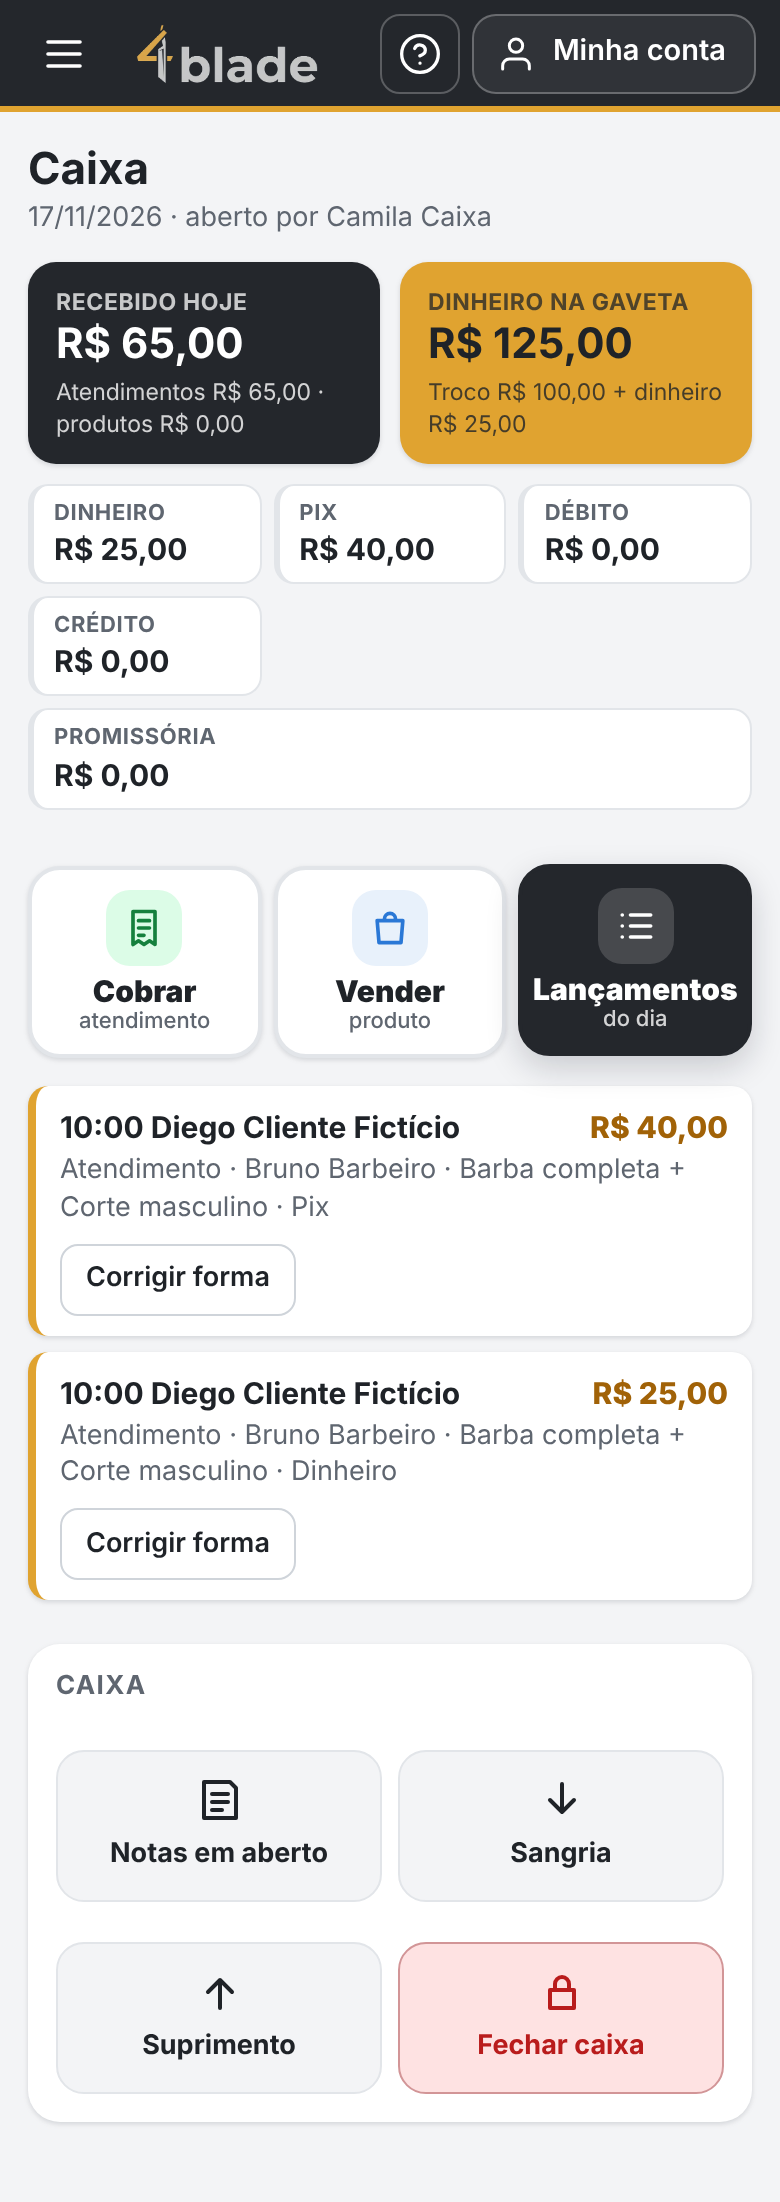 4blade
Minha conta
Caixa
17/11/2026 · aberto por Camila Caixa
RECEBIDO HOJE
R$ 65,00
Atendimentos R$ 65,00 ·
produtos R$ 0,00
DINHEIRO NA GAVETA
R$ 125,00
Troco R$ 100,00 + dinheiro
R$ 25,00
DINHEIRO
R$ 25,00
PIX
R$ 40,00
DÉBITO
R$ 0,00
CRÉDITO
R$ 0,00
PROMISSÓRIA
R$ 0,00
Cobrar
atendimento
Vender
produto
Lançamentos
do dia
10:00 Diego Cliente Fictício
R$ 40,00
Atendimento · Bruno Barbeiro · Barba completa +
Corte masculino · Pix
Corrigir forma
10:00 Diego Cliente Fictício
R$ 25,00
Atendimento · Bruno Barbeiro · Barba completa +
Corte masculino · Dinheiro
Corrigir forma
CAIXA
Notas em aberto
Sangria
Suprimento
Fechar caixa